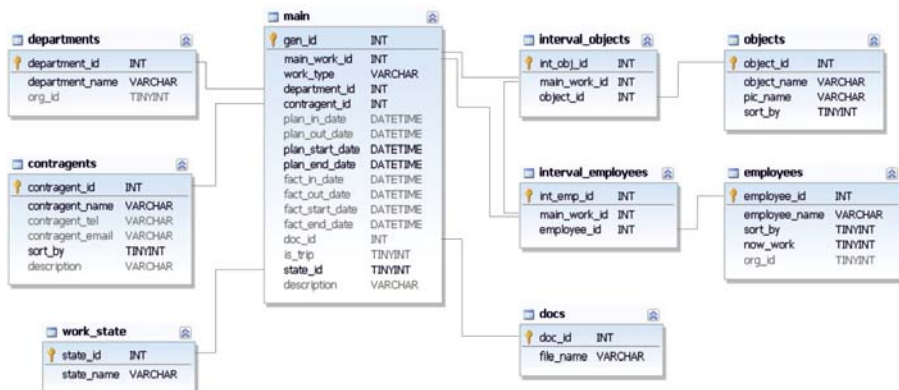 departments
department_id INT
department_name VARCHAR
org_id TINYINT
contragents
contragent_id INT
contragent_name VARCHAR
contragent_tel VARCHAR
contragent_email VARCHAR
sort_by TINYINT
description VARCHAR
work_state
state_id INT
state_name VARCHAR
main
gen_id INT
main_work_id INT
work_type VARCHAR
department_id INT
contragent_id INT
plan_in_date DATETIME
plan_out_date DATETIME
plan_start_date DATETIME
plan_end_date DATETIME
fact_in_date DATETIME
fact_out_date DATETIME
fact_start_date DATETIME
fact_end_date DATETIME
doc_id INT
is_trip TINYINT
state_id TINYINT
description VARCHAR
interval_objects
int_obj_id INT
main_work_id INT
object_id INT
interval_employees
int_emp_id INT
main_work_id INT
employee_id INT
docs
doc_id INT
file_name VARCHAR
objects
object_id INT
object_name VARCHAR
pic_name VARCHAR
sort_by TINYINT
employees
employee_id INT
employee_name VARCHAR
sort_by TINYINT
now_work TINYINT
org_id TINYINT